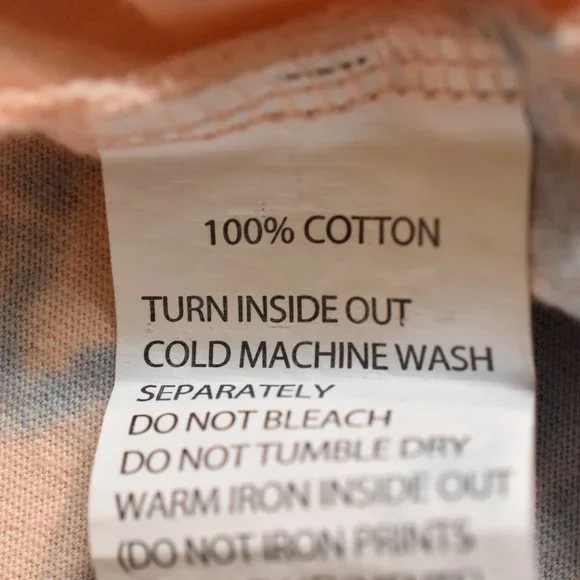 100% COTTON
TURN INSIDE OUT
COLD MACHINE WASH
SEPARATELY
DO NOT BLEACH
DO NOT TUMBLE DRY
WARM IRON INSIDE OUT
(DO NOT IRON PRINTS